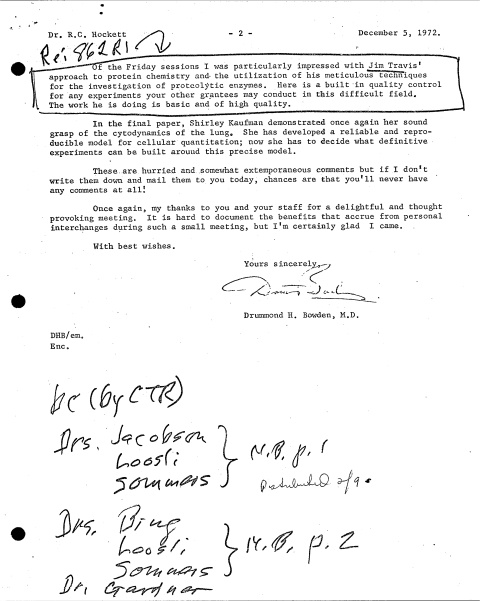 Dr. R.C. Hockett - 2 - December 5, 1972.
Re: 862R1
Of the Friday sessions I was particularly impressed with Jim Travis'
approach to protein chemistry and the utilization of his meticulous techniques
for the investigation of proteolytic enzymes. Here is a built in quality control
for any experiments your other grantees may conduct in this difficult field.
The work he is doing is basic and of high quality.
In the final paper, Shirley Kaufman demonstrated once again her sound
grasp of the cytodynamics of the lung. She has developed a reliable and repro-
ducible model for cellular quantitation; now she has to decide what definitive
experiments can be built around this precise model.
These are hurried and somewhat extemporaneous comments but if I don't
write them down and mail them to you today, chances are that you'll never have
any comments at all!
Once again, my thanks to you and your staff for a delightful and thought
provoking meeting. It is hard to document the benefits that accrue from personal
interchanges during such a small meeting, but I'm certainly glad I came.
With best wishes.
Yours sincerely,
Drummond H. Bowden, M.D.
DHB/em.
Enc.
bc (by CTR)
Drs. Jacobson
Loosli
Sommers
N.B. p. 1
Distributed 2/9
Drs. Bing
Loosli
Sommers
N.B. p. 2
Dr. Gardner